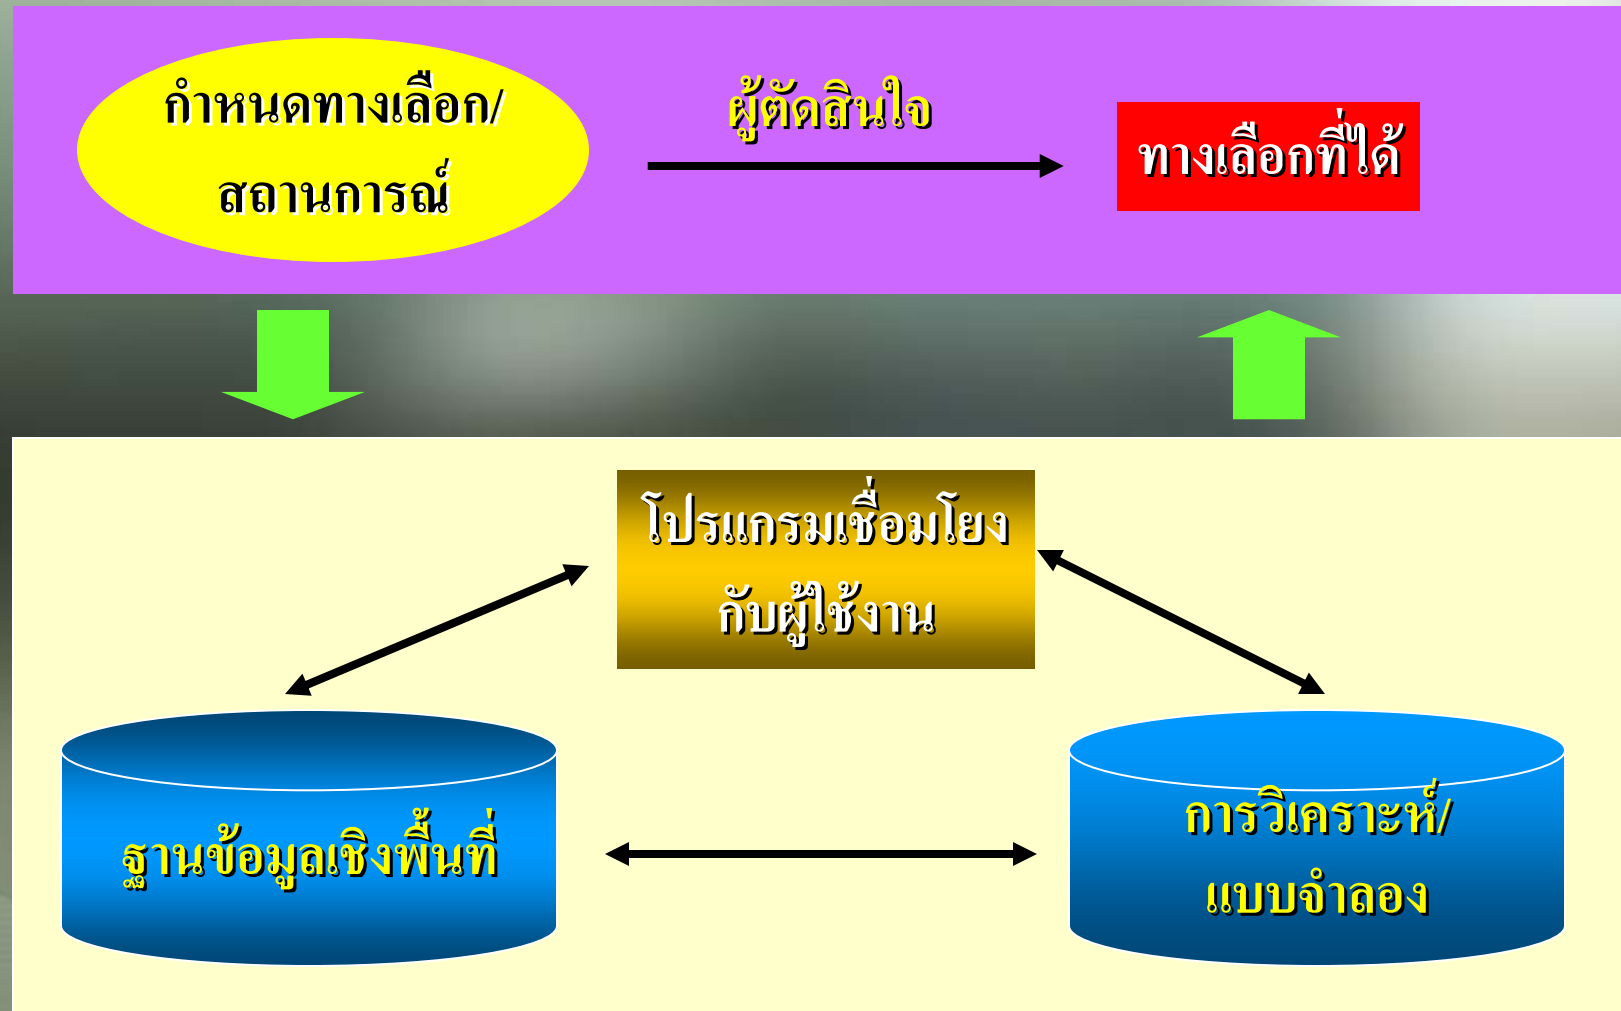 กำหนดทางเลือก/
สถานการณ์
ผู้ตัดสินใจ
ทางเลือกที่ได้
โปรแกรมเชื่อมโยง
กับผู้ใช้งาน
ฐานข้อมูลเชิงพื้นที่
การวิเคราะห์/
แบบจำลอง